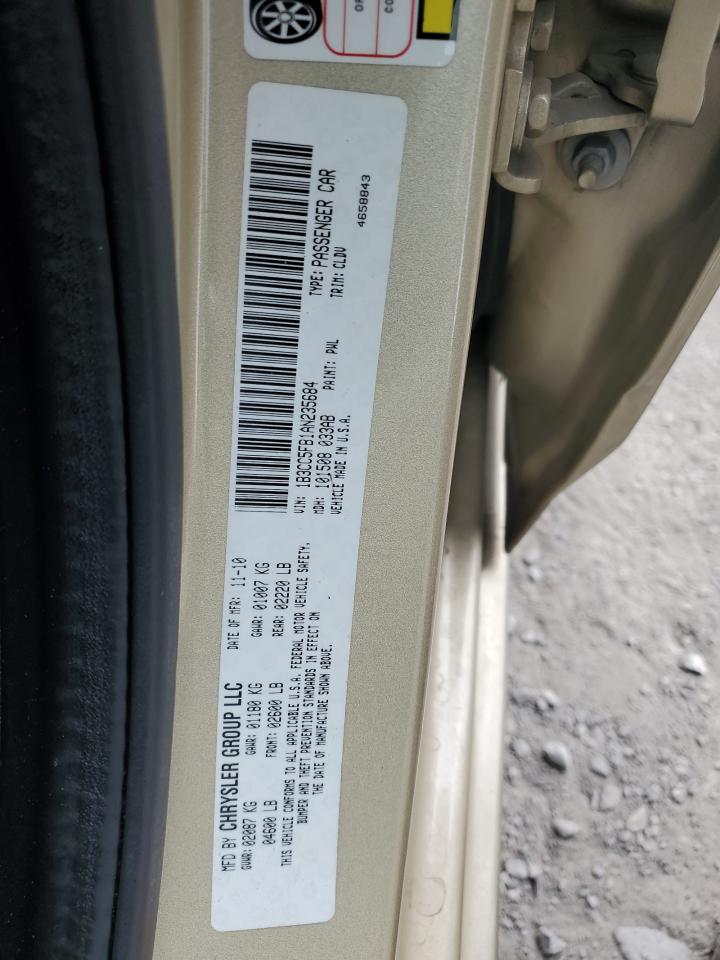 MFD BY CHRYSLER GROUP LLC
DATE OF MFR: 11-10
GVWR: 02087 KG
GAWR: 01180 KG
GAWR: 01007 KG
04600 LB
FRONT: 02600 LB
REAR: 02220 LB
THIS VEHICLE CONFORMS TO ALL APPLICABLE U.S.A. FEDERAL MOTOR VEHICLE SAFETY,
BUMPER AND THEFT PREVENTION STANDARDS IN EFFECT ON
THE DATE OF MANUFACTURE SHOWN ABOVE.
VIN: 1B3CC5FB1AN235684
TYPE: PASSENGER CAR
MDH: 101508 033AB
PAINT: PWL
TRIM: CLDV
VEHICLE MADE IN U.S.A.
4658843